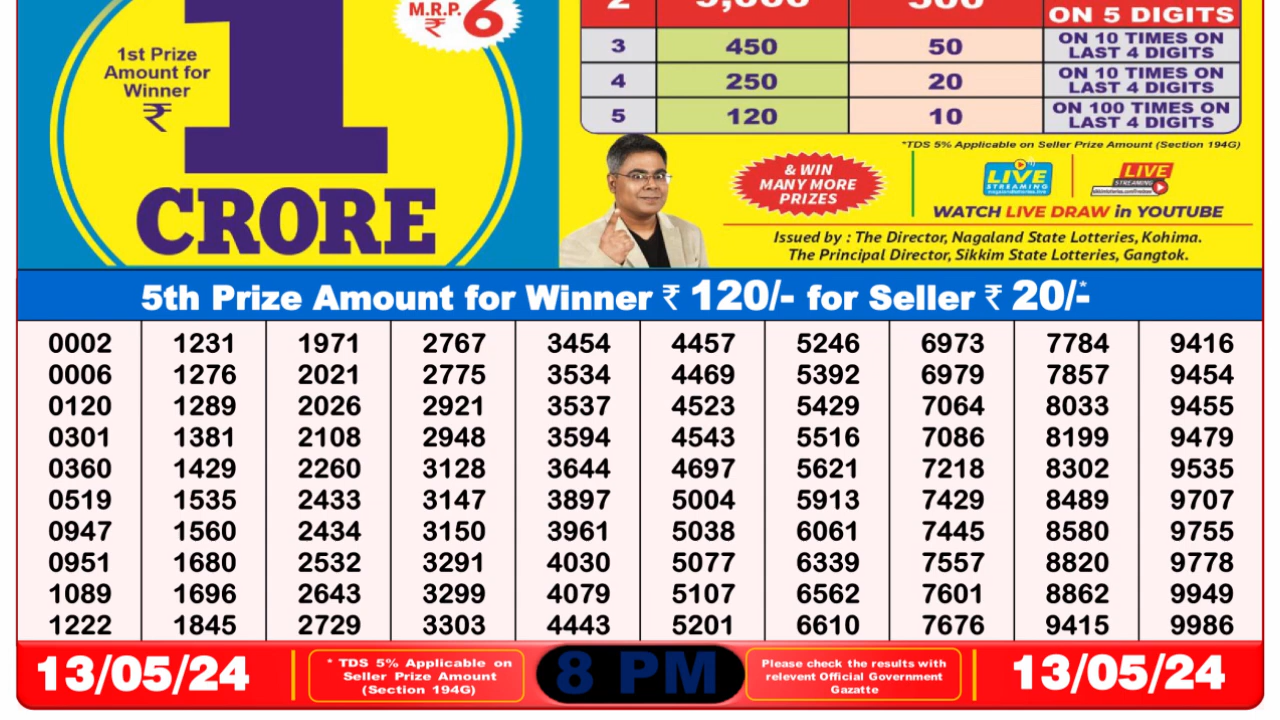 M.R.P.
₹ 6
1st Prize
Amount for
Winner
₹
1
CRORE
2 9,000 500
ON 5 DIGITS
3 450 50 ON 10 TIMES ON LAST 4 DIGITS
4 250 20 ON 10 TIMES ON LAST 4 DIGITS
5 120 10 ON 100 TIMES ON LAST 4 DIGITS
*TDS 5% Applicable on Seller Prize Amount (Section 194G)
& WIN
MANY MORE
PRIZES
LIVE
STREAMING
nagalandlotteries.live
LIVE
STREAMING
WATCH LIVE DRAW in YOUTUBE
Issued by : The Director, Nagaland State Lotteries, Kohima.
The Principal Director, Sikkim State Lotteries, Gangtok.
5th Prize Amount for Winner ₹ 120/- for Seller ₹ 20/-*
0002 1231 1971 2767 3454 4457 5246 6973 7784 9416
0006 1276 2021 2775 3534 4469 5392 6979 7857 9454
0120 1289 2026 2921 3537 4523 5429 7064 8033 9455
0301 1381 2108 2948 3594 4543 5516 7086 8199 9479
0360 1429 2260 3128 3644 4697 5621 7218 8302 9535
0519 1535 2433 3147 3897 5004 5913 7429 8489 9707
0947 1560 2434 3150 3961 5038 6061 7445 8580 9755
0951 1680 2532 3291 4030 5077 6339 7557 8820 9778
1089 1696 2643 3299 4079 5107 6562 7601 8862 9949
1222 1845 2729 3303 4443 5201 6610 7676 9415 9986
13/05/24
* TDS 5% Applicable on
Seller Prize Amount
(Section 194G)
8 PM
Please check the results with
relevent Official Government
Gazatte
13/05/24